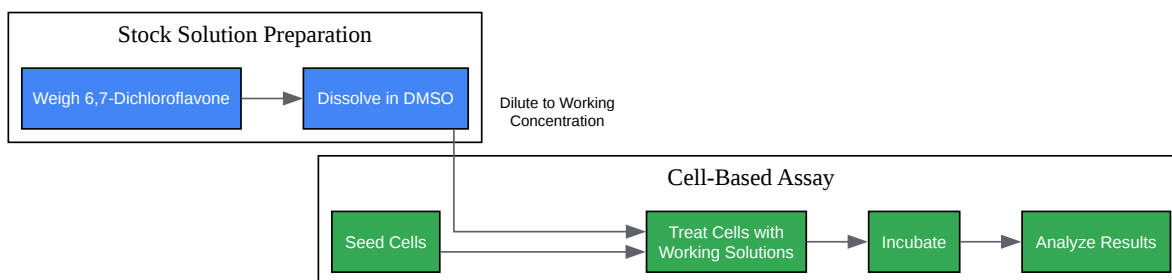 Stock Solution Preparation
Weigh 6,7-Dichloroflavone
Dissolve in DMSO
Dilute to Working
Concentration
Cell-Based Assay
Seed Cells
Treat Cells with
Working Solutions
Incubate
Analyze Results